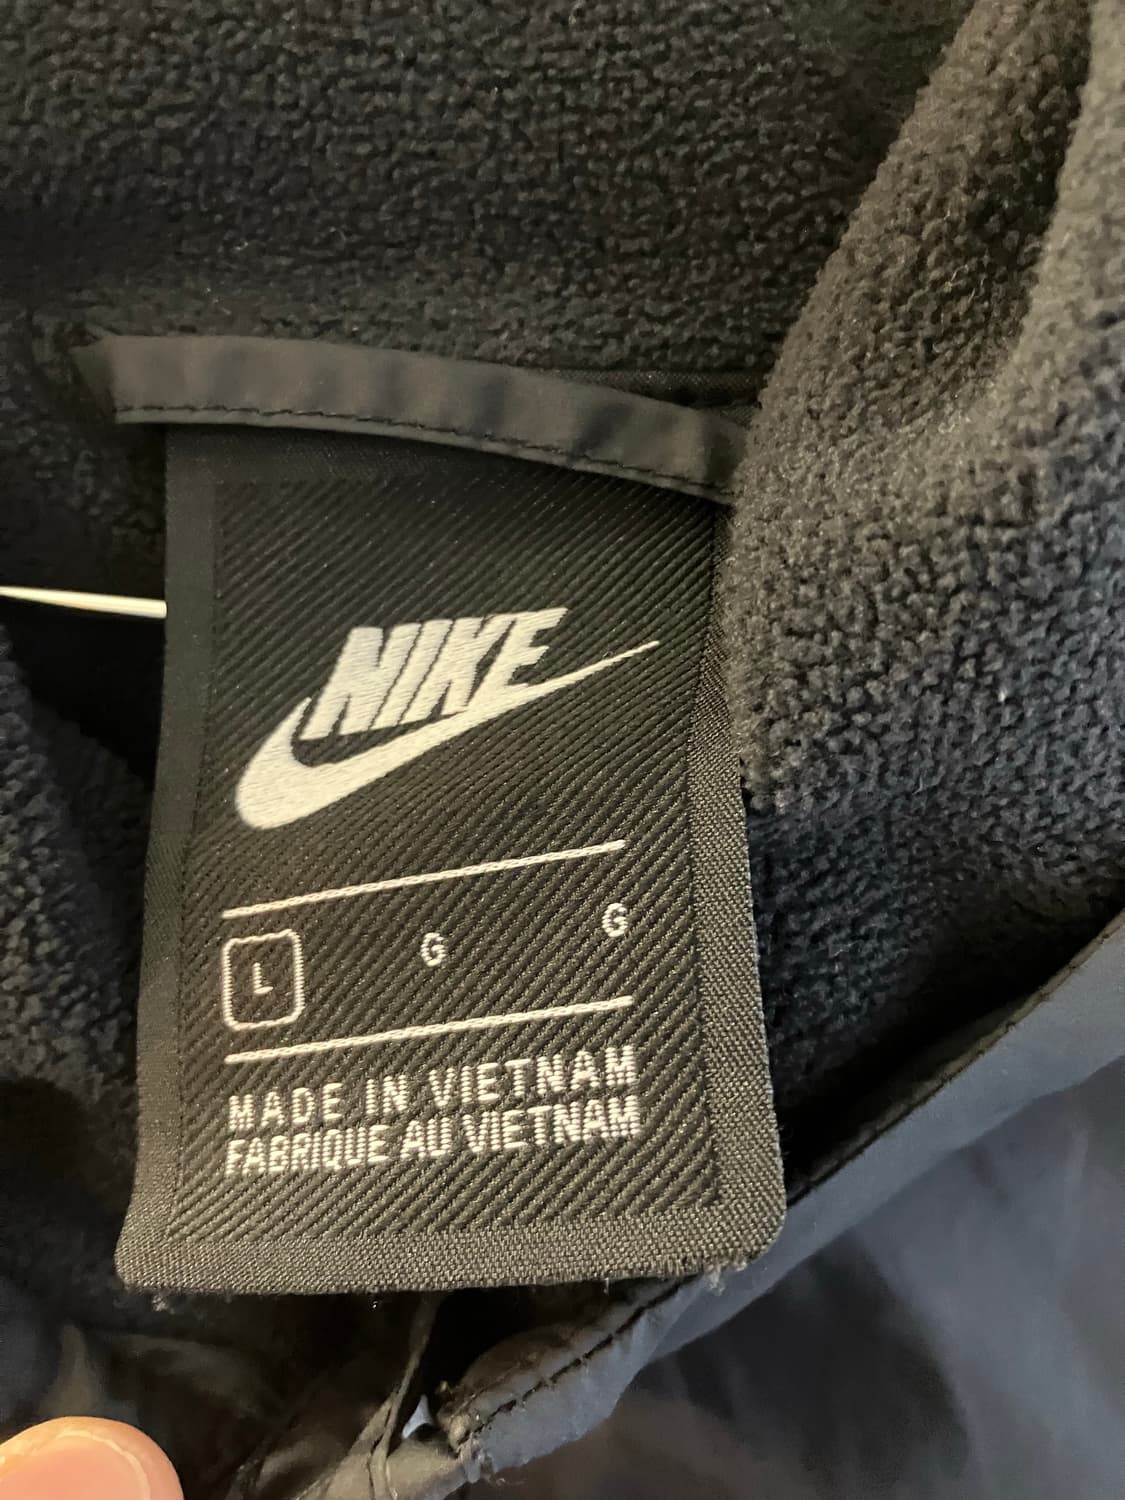 NIKE
L G G
MADE IN VIETNAM
FABRIQUE AU VIETNAM